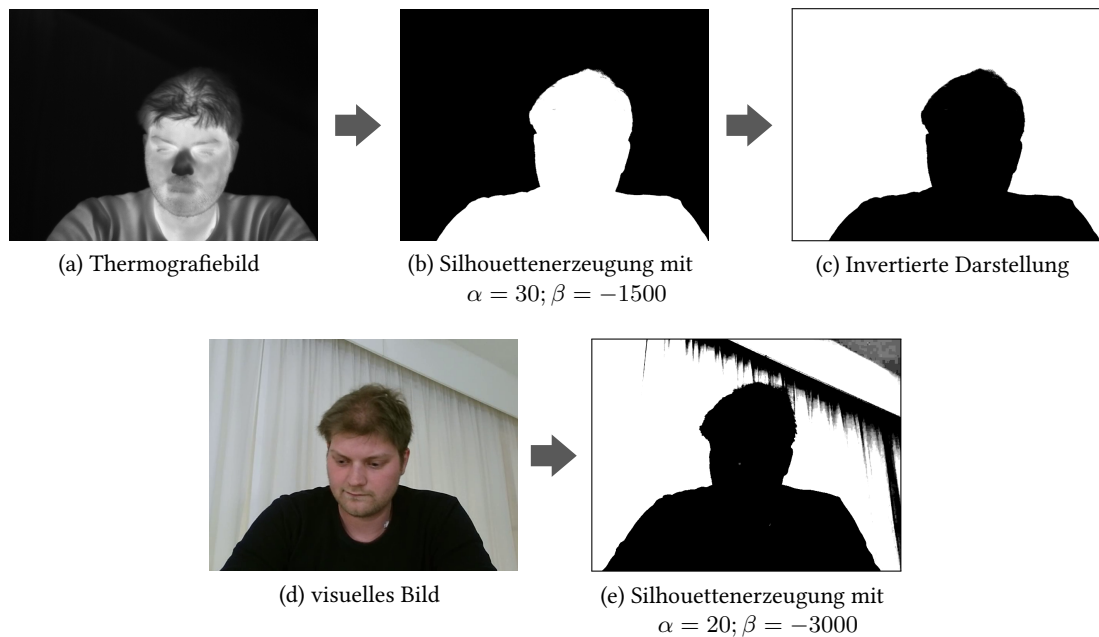 (a) Thermografiebild
(b) Silhouettenerzeugung mit
α = 30; β = −1500
(c) Invertierte Darstellung
(d) visuelles Bild
(e) Silhouettenerzeugung mit
α = 20; β = −3000